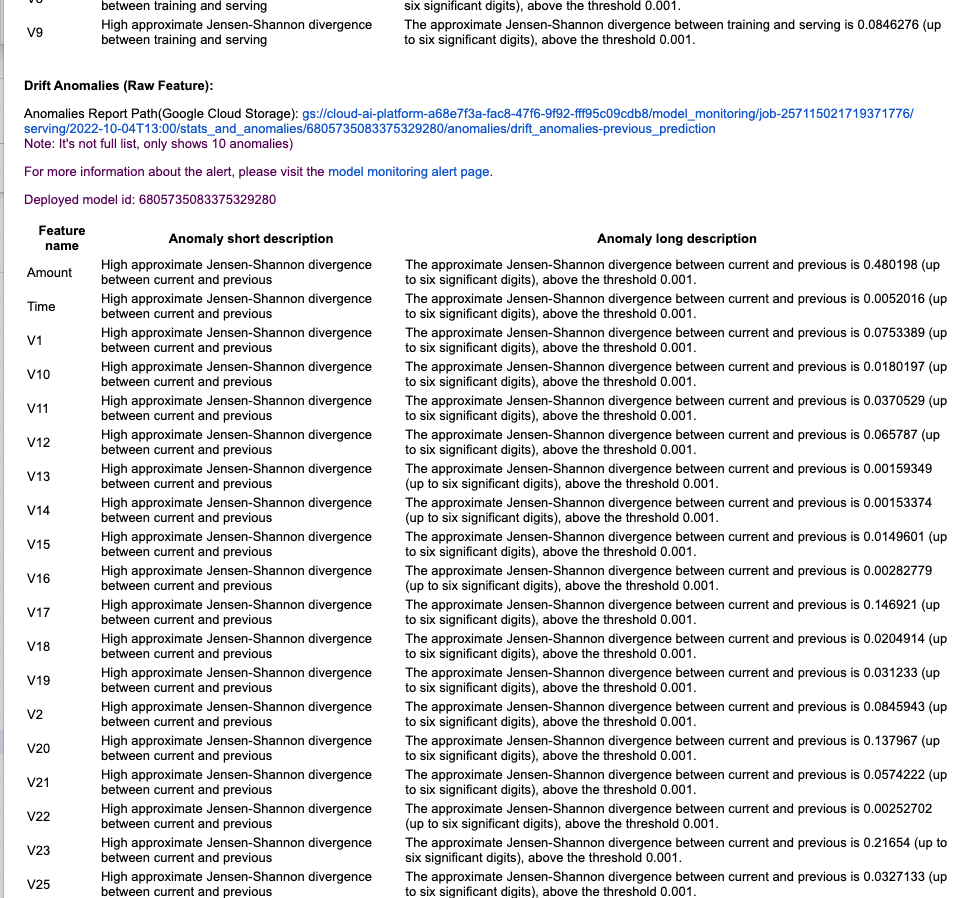 between training and serving
six significant digits), above the threshold 0.001.
V9
High approximate Jensen-Shannon divergence
between training and serving
The approximate Jensen-Shannon divergence between training and serving is 0.0846276 (up
to six significant digits), above the threshold 0.001.
Drift Anomalies (Raw Feature):
Anomalies Report Path(Google Cloud Storage): gs://cloud-ai-platform-a68e7f3a-fac8-47f6-9f92-fff95c09cdb8/model_monitoring/job-257115021719371776/
serving/2022-10-04T13:00/stats_and_anomalies/6805735083375329280/anomalies/drift_anomalies-previous_prediction
Note: It's not full list, only shows 10 anomalies)
For more information about the alert, please visit the model monitoring alert page.
Deployed model id: 6805735083375329280
Feature
name
Anomaly short description
Anomaly long description
Amount
High approximate Jensen-Shannon divergence
between current and previous
The approximate Jensen-Shannon divergence between current and previous is 0.480198 (up
to six significant digits), above the threshold 0.001.
Time
High approximate Jensen-Shannon divergence
between current and previous
The approximate Jensen-Shannon divergence between current and previous is 0.0052016 (up
to six significant digits), above the threshold 0.001.
V1
High approximate Jensen-Shannon divergence
between current and previous
The approximate Jensen-Shannon divergence between current and previous is 0.0753389 (up
to six significant digits), above the threshold 0.001.
V10
High approximate Jensen-Shannon divergence
between current and previous
The approximate Jensen-Shannon divergence between current and previous is 0.0180197 (up
to six significant digits), above the threshold 0.001.
V11
High approximate Jensen-Shannon divergence
between current and previous
The approximate Jensen-Shannon divergence between current and previous is 0.0370529 (up
to six significant digits), above the threshold 0.001.
V12
High approximate Jensen-Shannon divergence
between current and previous
The approximate Jensen-Shannon divergence between current and previous is 0.065787 (up
to six significant digits), above the threshold 0.001.
V13
High approximate Jensen-Shannon divergence
between current and previous
The approximate Jensen-Shannon divergence between current and previous is 0.00159349
(up to six significant digits), above the threshold 0.001.
V14
High approximate Jensen-Shannon divergence
between current and previous
The approximate Jensen-Shannon divergence between current and previous is 0.00153374
(up to six significant digits), above the threshold 0.001.
V15
High approximate Jensen-Shannon divergence
between current and previous
The approximate Jensen-Shannon divergence between current and previous is 0.0149601 (up
to six significant digits), above the threshold 0.001.
V16
High approximate Jensen-Shannon divergence
between current and previous
The approximate Jensen-Shannon divergence between current and previous is 0.00282779
(up to six significant digits), above the threshold 0.001.
V17
High approximate Jensen-Shannon divergence
between current and previous
The approximate Jensen-Shannon divergence between current and previous is 0.146921 (up
to six significant digits), above the threshold 0.001.
V18
High approximate Jensen-Shannon divergence
between current and previous
The approximate Jensen-Shannon divergence between current and previous is 0.0204914 (up
to six significant digits), above the threshold 0.001.
V19
High approximate Jensen-Shannon divergence
between current and previous
The approximate Jensen-Shannon divergence between current and previous is 0.031233 (up
to six significant digits), above the threshold 0.001.
V2
High approximate Jensen-Shannon divergence
between current and previous
The approximate Jensen-Shannon divergence between current and previous is 0.0845943 (up
to six significant digits), above the threshold 0.001.
V20
High approximate Jensen-Shannon divergence
between current and previous
The approximate Jensen-Shannon divergence between current and previous is 0.137967 (up
to six significant digits), above the threshold 0.001.
V21
High approximate Jensen-Shannon divergence
between current and previous
The approximate Jensen-Shannon divergence between current and previous is 0.0574222 (up
to six significant digits), above the threshold 0.001.
V22
High approximate Jensen-Shannon divergence
between current and previous
The approximate Jensen-Shannon divergence between current and previous is 0.00252702
(up to six significant digits), above the threshold 0.001.
V23
High approximate Jensen-Shannon divergence
between current and previous
The approximate Jensen-Shannon divergence between current and previous is 0.21654 (up to
six significant digits), above the threshold 0.001.
V25
High approximate Jensen-Shannon divergence
between current and previous
The approximate Jensen-Shannon divergence between current and previous is 0.0327133 (up
to six significant digits), above the threshold 0.001.